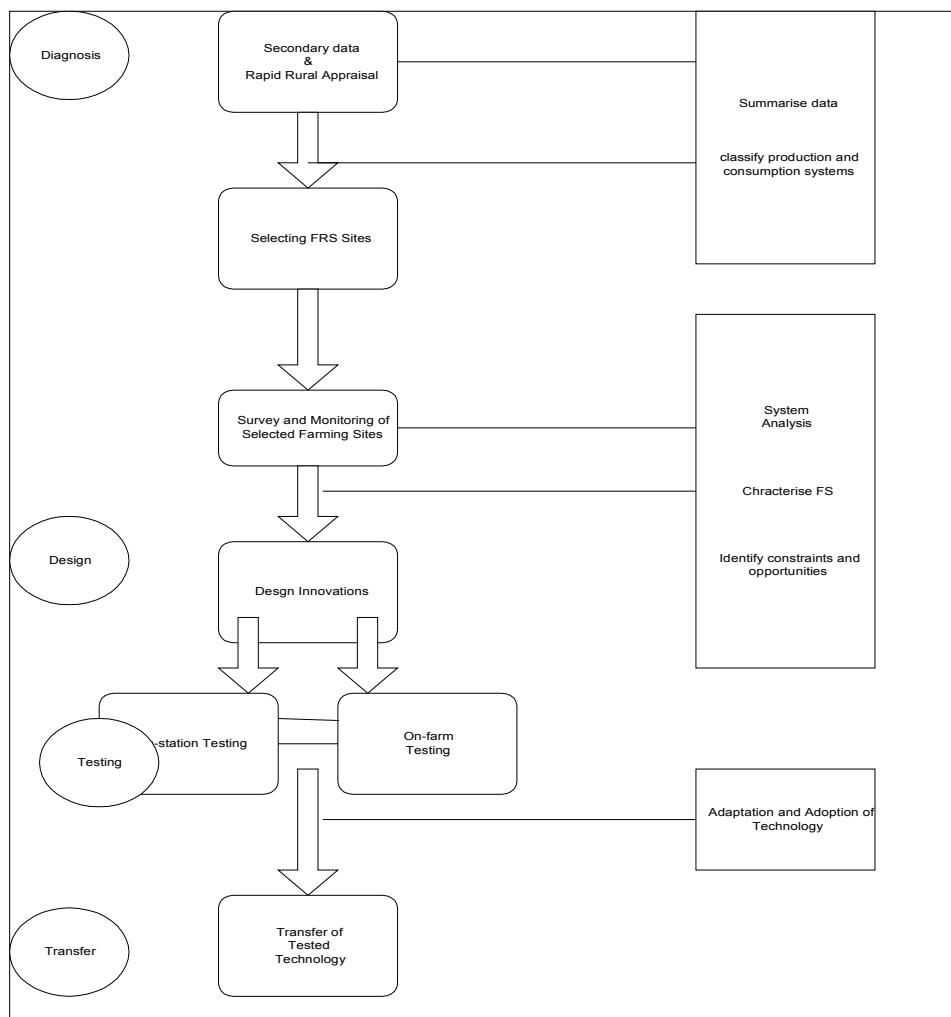 Diagnosis
Secondary data
&
Rapid Rural Appraisal
Summarise data
classify production and
consumption systems
Selecting FRS Sites
Survey and Monitoring of
Selected Farming Sites
System
Analysis
Chracterise FS
Identify constraints and
opportunities
Design
Desgn Innovations
-station Testing
On-farm
Testing
Testing
Adaptation and Adoption of
Technology
Transfer
Transfer of
Tested
Technology